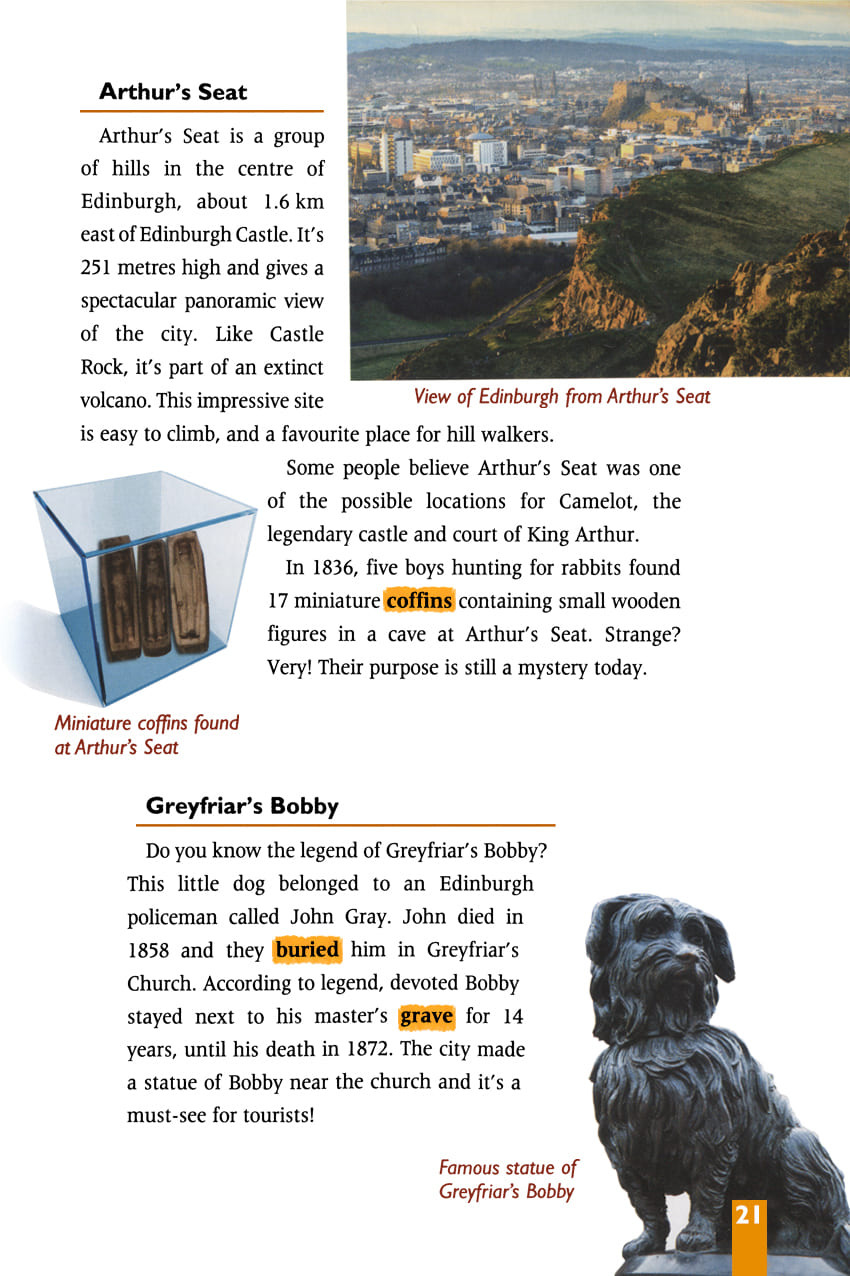 Arthur's Seat
Arthur's Seat is a group
of hills in the centre of
Edinburgh, about 1.6 km
east of Edinburgh Castle. It's
251 metres high and gives a
spectacular panoramic view
of the city. Like Castle
Rock, it's part of an extinct
volcano. This impressive site
is easy to climb, and a favourite place for hill walkers.
View of Edinburgh from Arthur's Seat
Some people believe Arthur's Seat was one
of the possible locations for Camelot, the
legendary castle and court of King Arthur.
In 1836, five boys hunting for rabbits found
17 miniature coffins containing small wooden
figures in a cave at Arthur's Seat. Strange?
Very! Their purpose is still a mystery today.
Miniature coffins found
at Arthur's Seat
Greyfriar's Bobby
Do you know the legend of Greyfriar's Bobby?
This little dog belonged to an Edinburgh
policeman called John Gray. John died in
1858 and they buried him in Greyfriar's
Church. According to legend, devoted Bobby
stayed next to his master's grave for 14
years, until his death in 1872. The city made
a statue of Bobby near the church and it's a
must-see for tourists!
Famous statue of
Greyfriar's Bobby
21